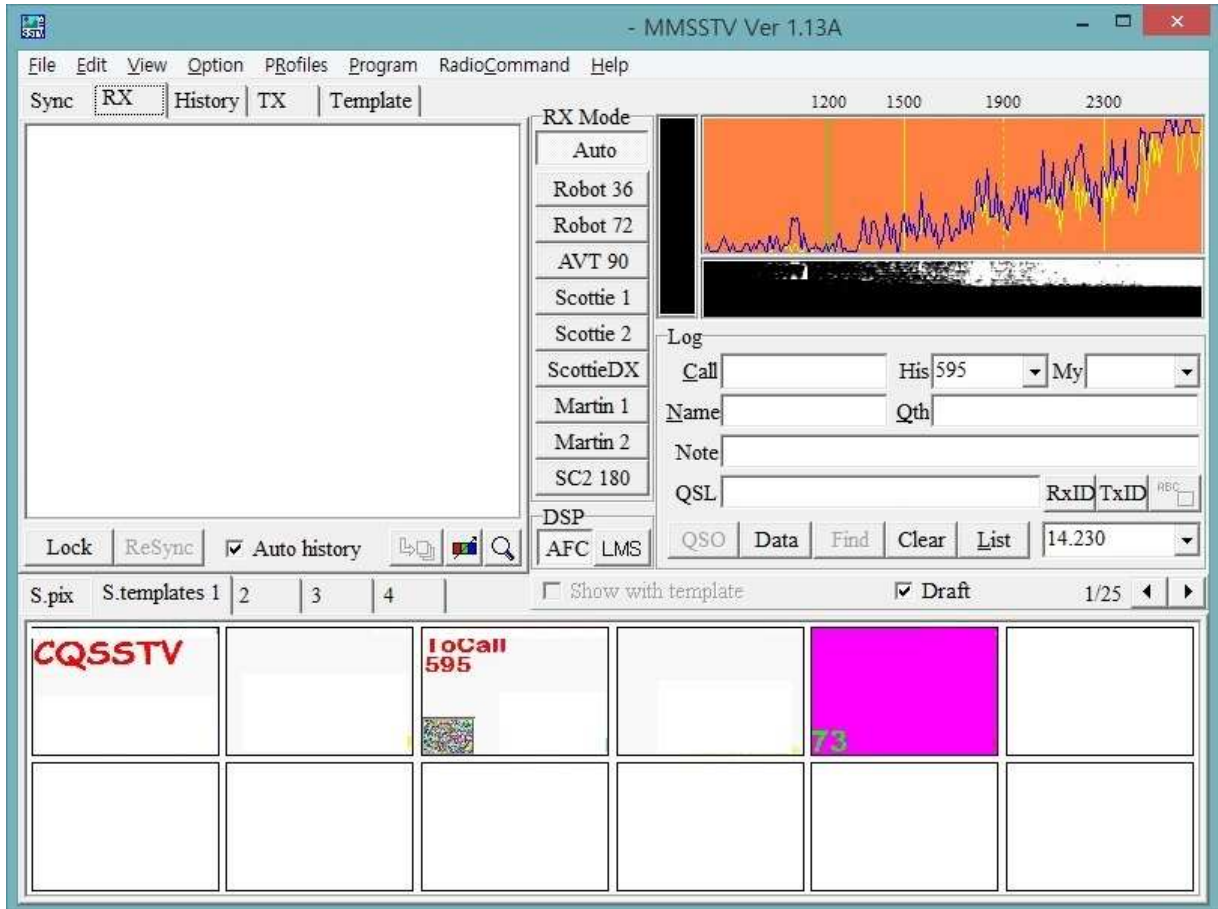 - MMSSTV Ver 1.13A
File Edit View Option PRofiles Program RadioCommand Help
Sync RX History TX Template
RX Mode
Auto
Robot 36
Robot 72
AVT 90
Scottie 1
Scottie 2
ScottieDX
Martin 1
Martin 2
SC2 180
DSP
AFC LMS
1200 1500 1900 2300
Log
Call His 595 My
Name Qth
Note
QSL RxID TxID ABC
QSO Data Find Clear List 14.230
Lock ReSync Auto history
S.pix S.templates 1 2 3 4
Show with template Draft 1/25
CQSSTV
ToCall
595
73